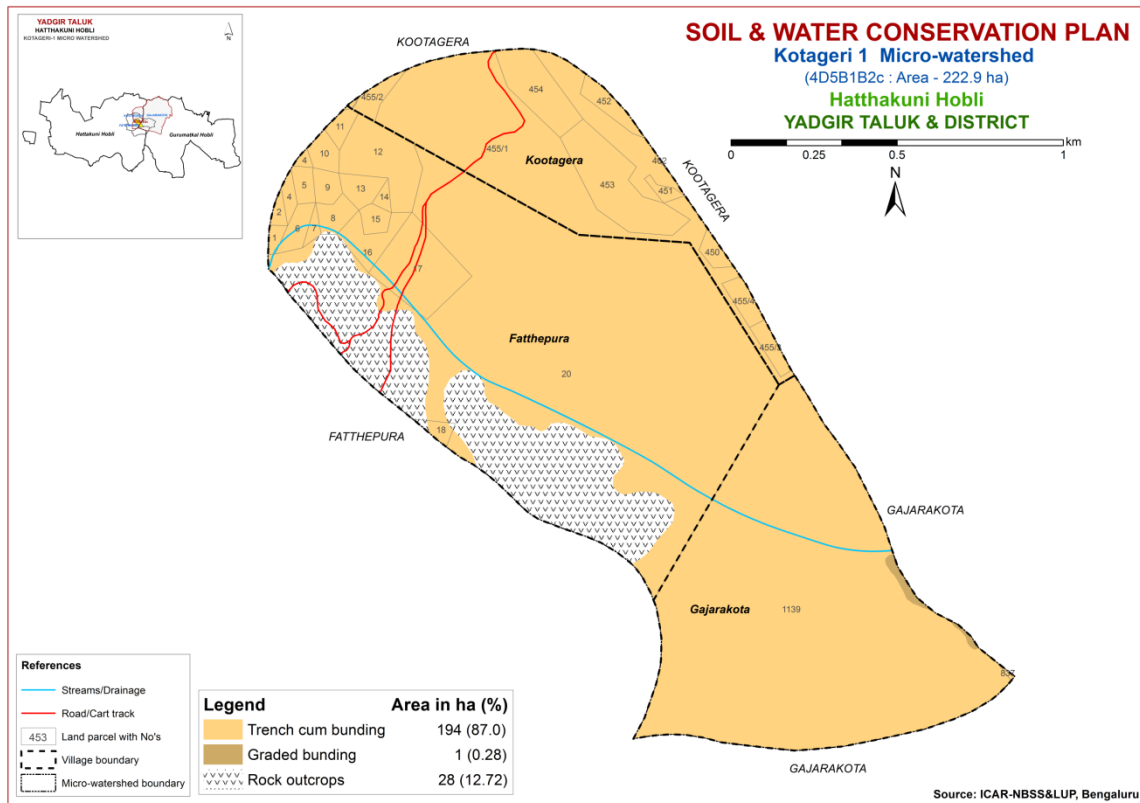 YADGIR TALUK
HATTHAKUNI HOBLI
KOTAGERI-1 MICRO WATERSHED
N
Hattakuni Hobli
Gurumatkal Hobli
SOIL & WATER CONSERVATION PLAN
Kotageri 1 Micro-watershed
(4D5B1B2c : Area - 222.9 ha)
Hatthakuni Hobli
YADGIR TALUK & DISTRICT
0 0.25 0.5 1 km
N
KOOTAGERA
455/2
454
452
11
12
455/1
Kootagera
462
4
10
453
451
KOOTAGERA
5
9
13
14
4
2
8
15
1
6
7
16
17
450
455/4
455/3
Fatthepura
20
FATTHEPURA
18
GAJARAKOTA
Gajarakota
1139
837
GAJARAKOTA
References
Streams/Drainage
Road/Cart track
453 Land parcel with No's
Village boundary
Micro-watershed boundary
Legend Area in ha (%)
Trench cum bunding 194 (87.0)
Graded bunding 1 (0.28)
Rock outcrops 28 (12.72)
Source: ICAR-NBSS&LUP, Bengaluru